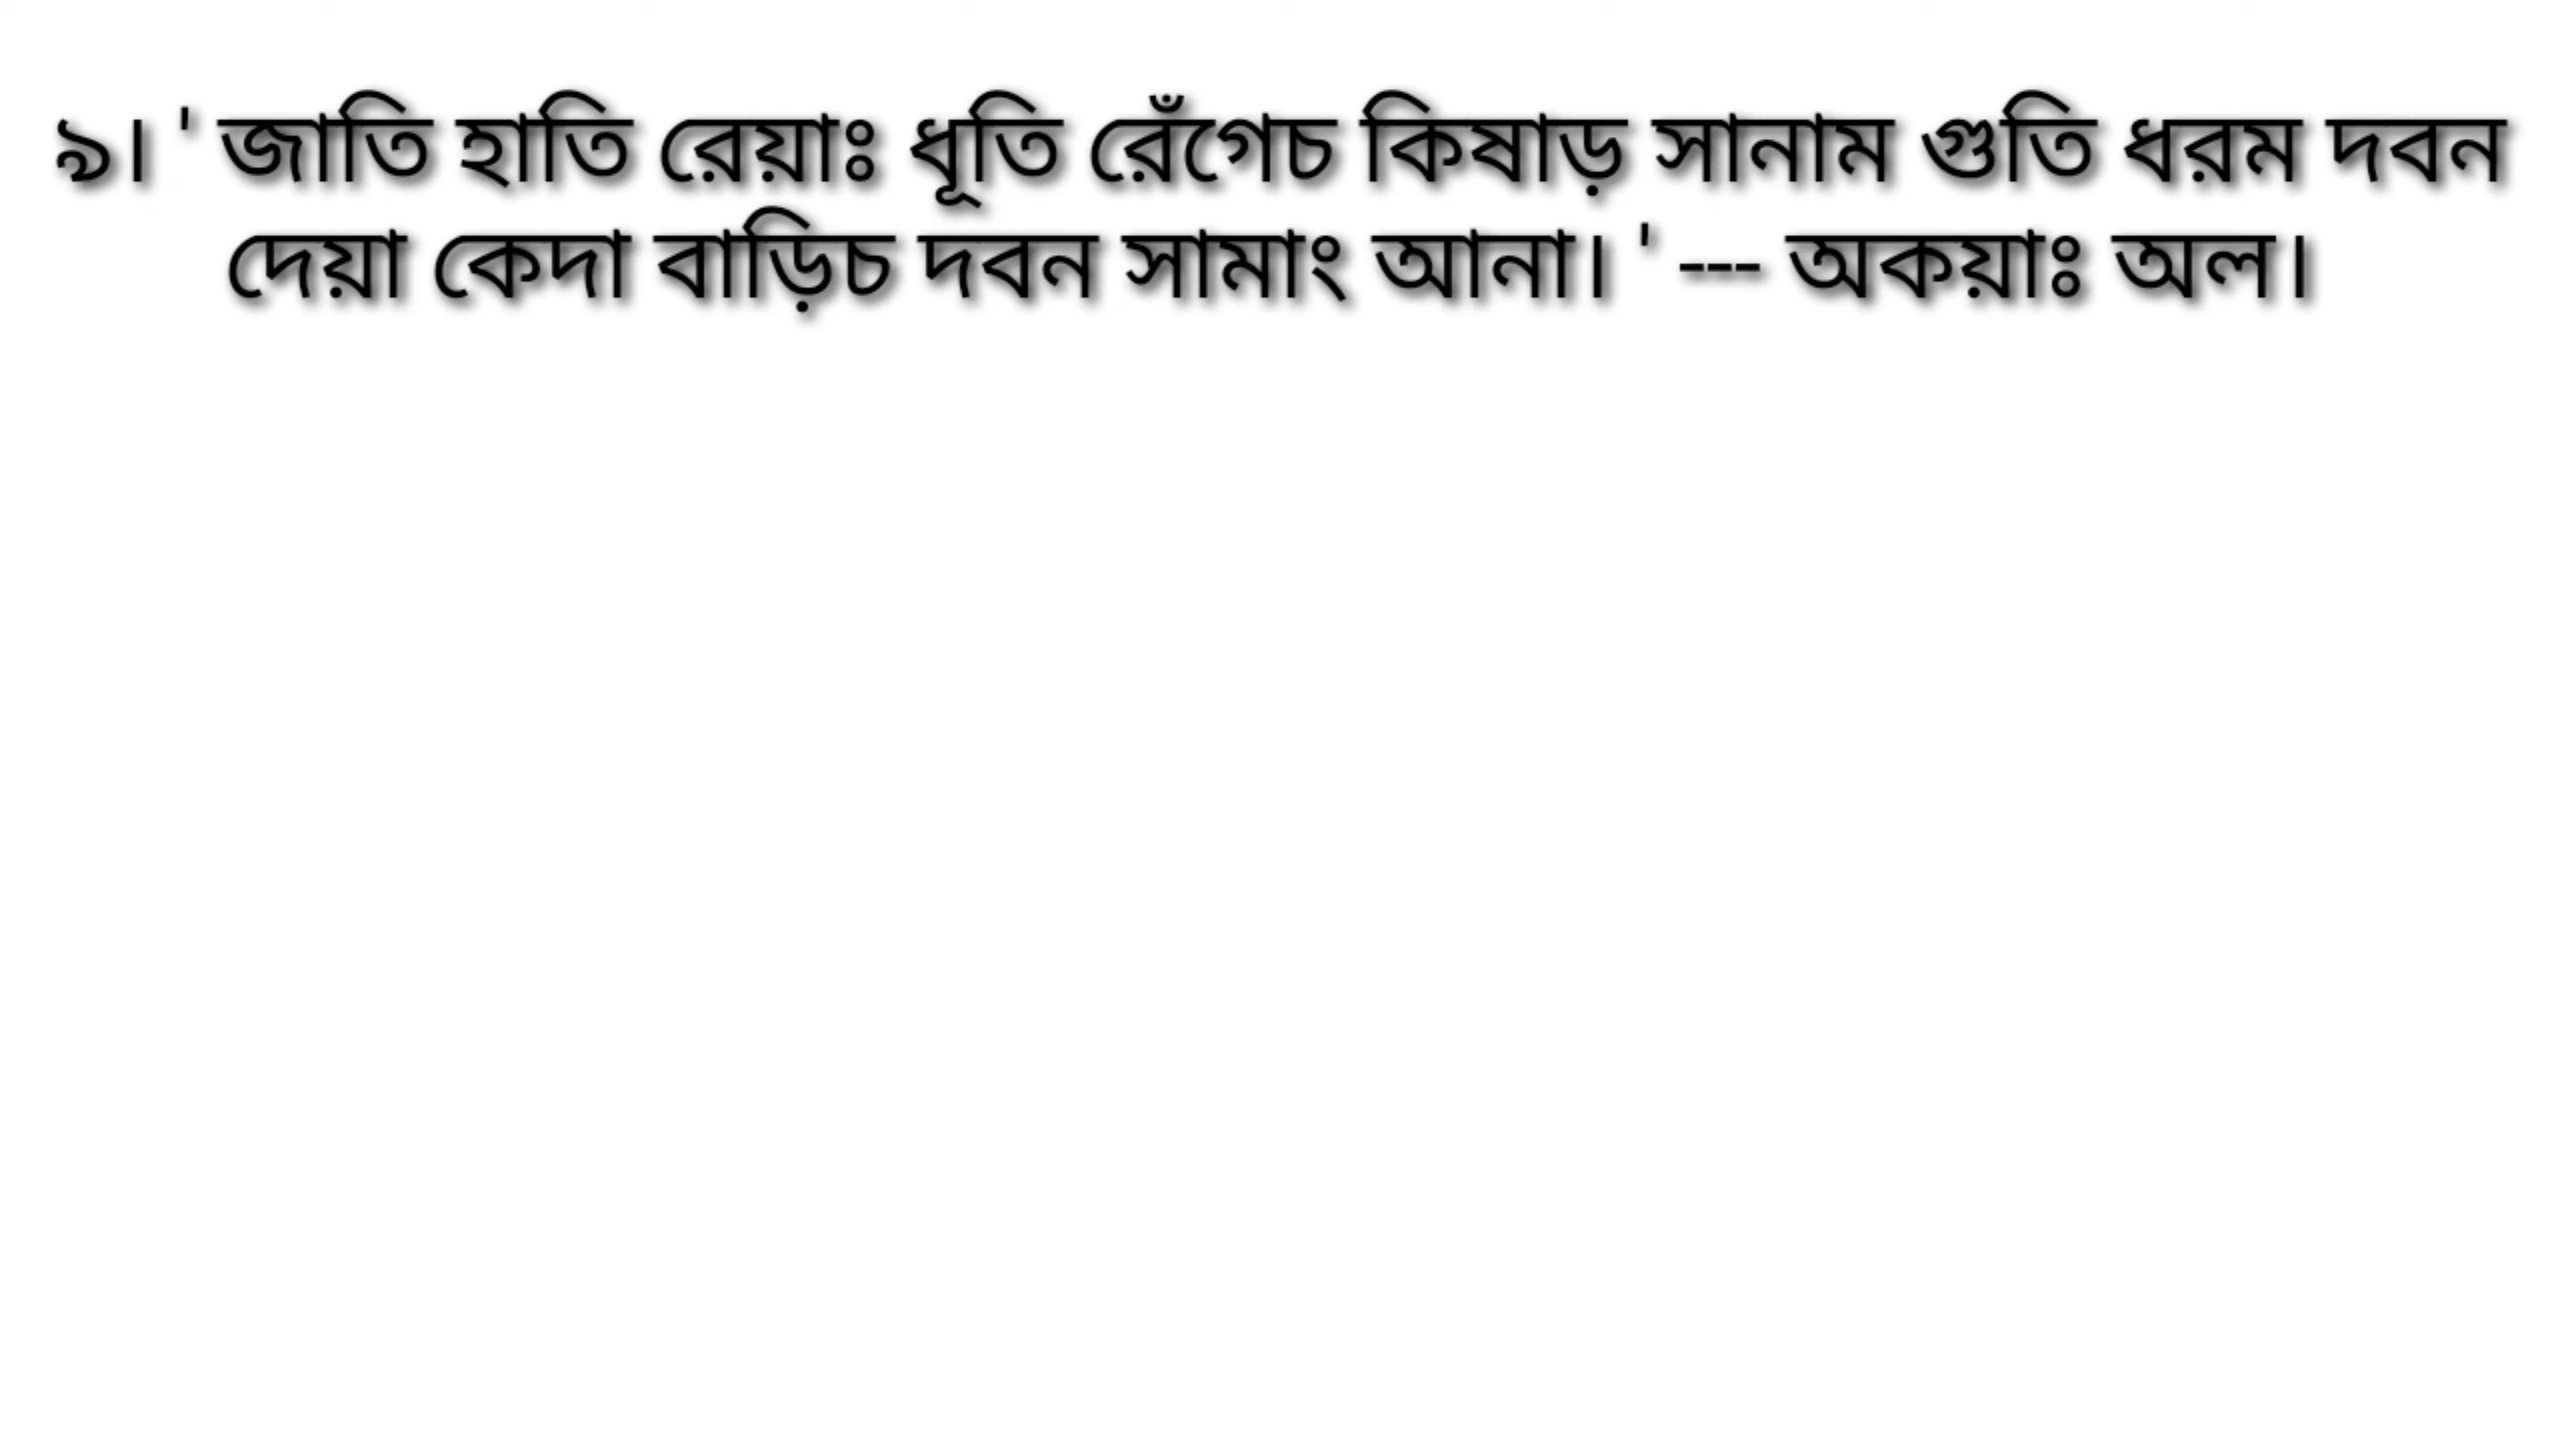 ৯। ' জাতি হাতি রেয়াঃ ধূতি রেঁগেচ কিষাড় সানাম গুতি ধরম দবন
দেয়া কেদা বাড়িচ দবন সামাং আনা। ' --- অকয়াঃ অল।